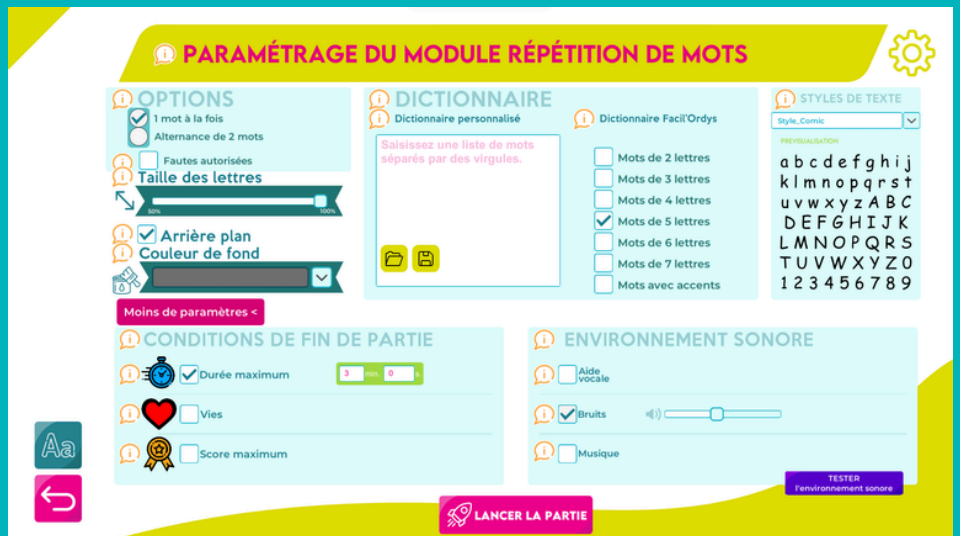 PARAMÉTRAGE DU MODULE RÉPÉTITION DE MOTS
OPTIONS
1 mot à la fois
Alternance de 2 mots
Fautes autorisées
Taille des lettres
50%
100%
Arrière plan
Couleur de fond
Moins de paramètres <
DICTIONNAIRE
Dictionnaire personnalisé
Saisissez une liste de mots
séparés par des virgules.
Dictionnaire Facil'Ordys
Mots de 2 lettres
Mots de 3 lettres
Mots de 4 lettres
Mots de 5 lettres
Mots de 6 lettres
Mots de 7 lettres
Mots avec accents
STYLES DE TEXTE
Style_Comic
PREVISUALISATION
a b c d e f g h i j
k l m n o p q r s t
u v w x y z A B C
D E F G H I J K
L M N O P Q R S
T U V W X Y Z 0
1 2 3 4 5 6 7 8 9
CONDITIONS DE FIN DE PARTIE
Durée maximum
3 min. 0 s.
Vies
Score maximum
ENVIRONNEMENT SONORE
Aide
vocale
Bruits
Musique
TESTER
l'environnement sonore
Aa
LANCER LA PARTIE